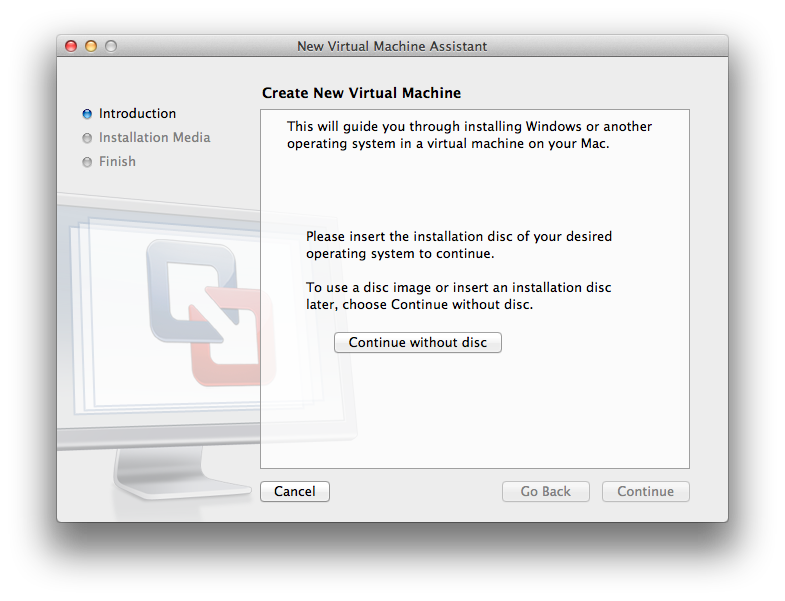 New Virtual Machine Assistant
Introduction
Installation Media
Finish
Create New Virtual Machine
This will guide you through installing Windows or another
operating system in a virtual machine on your Mac.
Please insert the installation disc of your desired
operating system to continue.
To use a disc image or insert an installation disc
later, choose Continue without disc.
Continue without disc
Cancel
Go Back
Continue